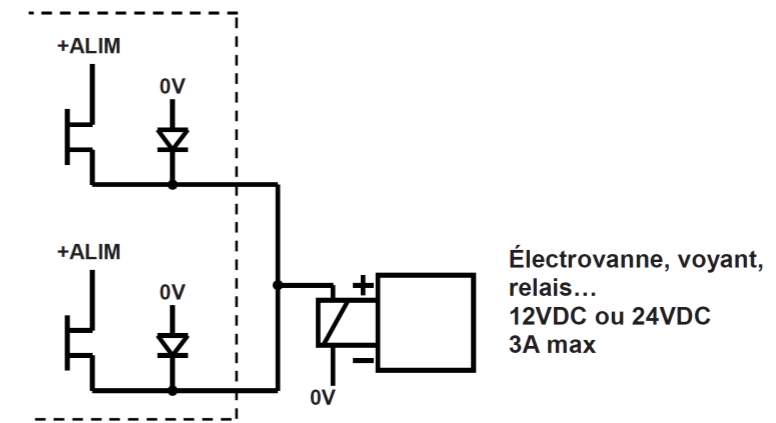 +ALIM
0V
+ALIM
0V
+
Électrovanne, voyant,
relais…
12VDC ou 24VDC
3A max
–
0V